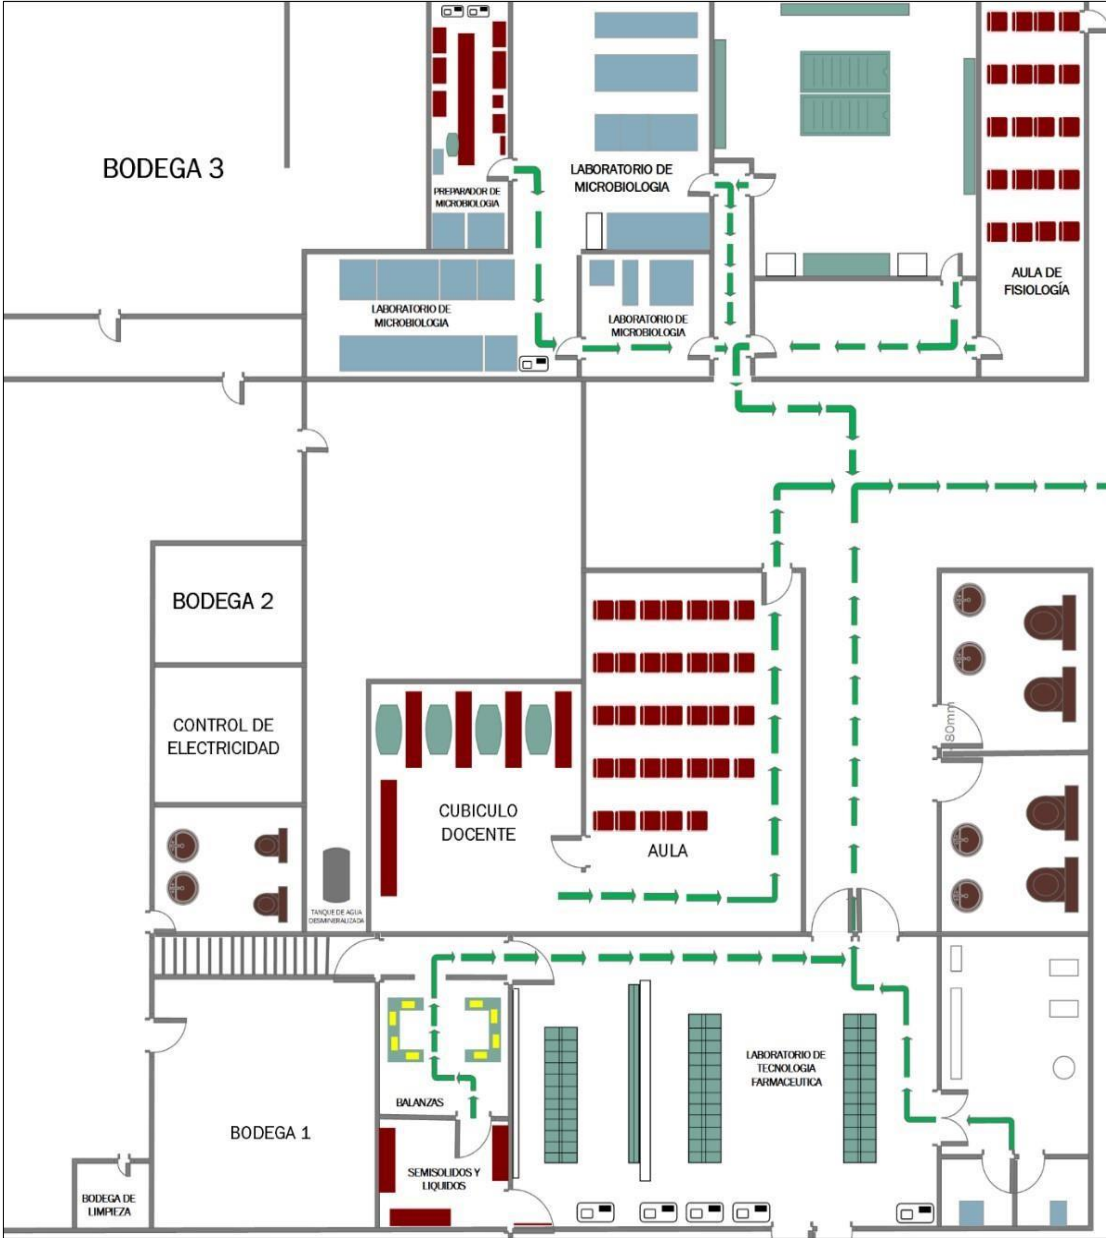 BODEGA 3
PREPARADOR DE
MICROBIOLOGIA
LABORATORIO DE
MICROBIOLOGIA
AULA DE
FISIOLOGÍA
LABORATORIO DE
MICROBIOLOGIA
LABORATORIO DE
MICROBIOLOGIA
BODEGA 2
CONTROL DE
ELECTRICIDAD
80mm
CUBICULO
DOCENTE
AULA
TANQUE DE AGUA
DESMINERALIZADA
LABORATORIO DE
TECNOLOGIA
FARMACEUTICA
BALANZAS
BODEGA 1
SEMISOLIDOS Y
LIQUIDOS
BODEGA DE
LIMPIEZA